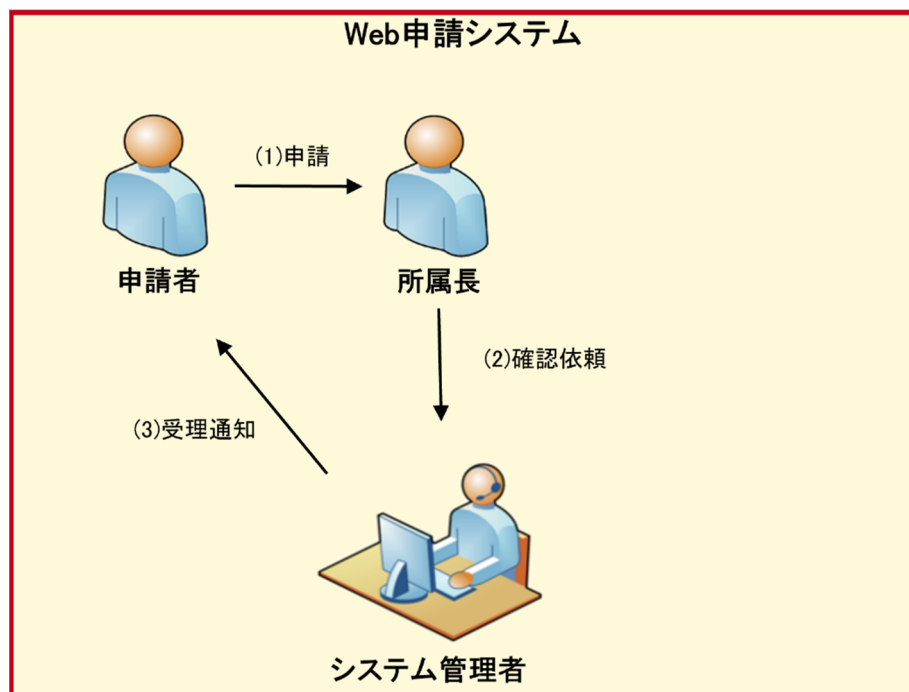 Web申請システム
(1)申請
申請者
所属長
(2)確認依頼
(3)受理通知
システム管理者